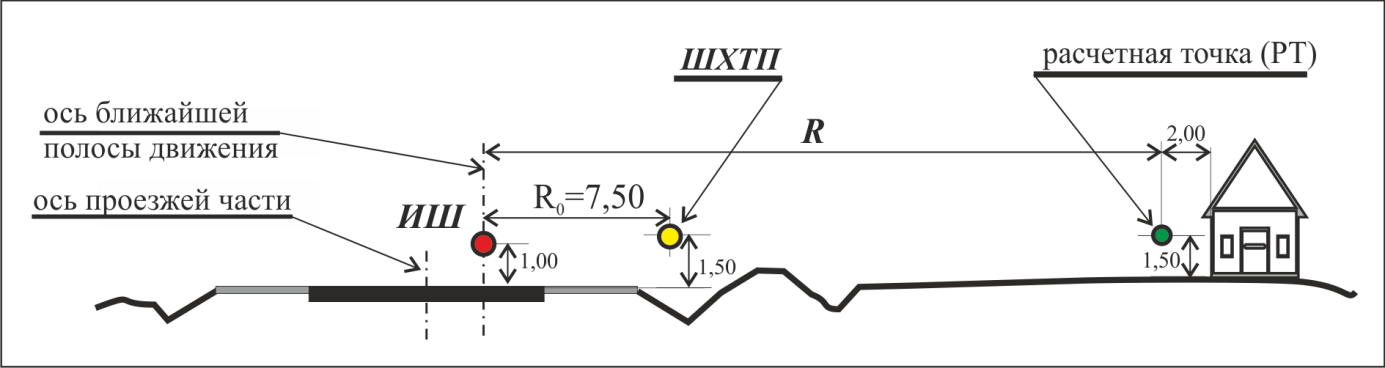 ШХТП
расчетная точка (РТ)
ось ближайшей
полосы движения
R
2,00
ось проезжей части
ИШ
R₀=7,50
1,00
1,50
1,50